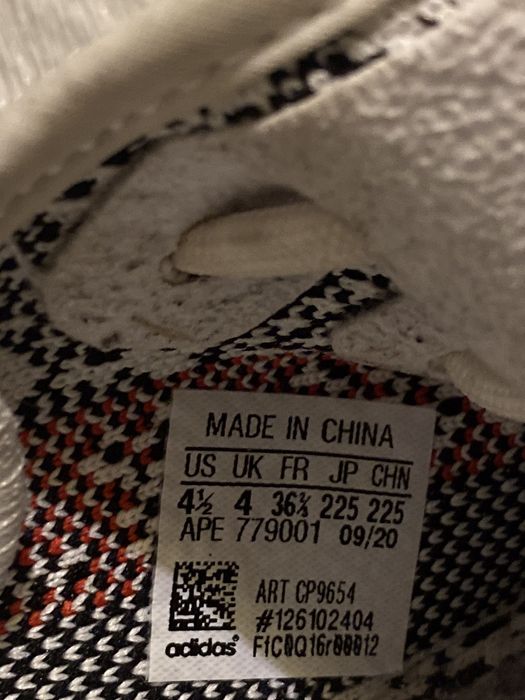 MADE IN CHINA
US UK FR JP CHN
4½ 4 36⅔ 225 225
APE 779001 09/20
ART CP9654
#126102404
adidas® F1C0Q16r00012